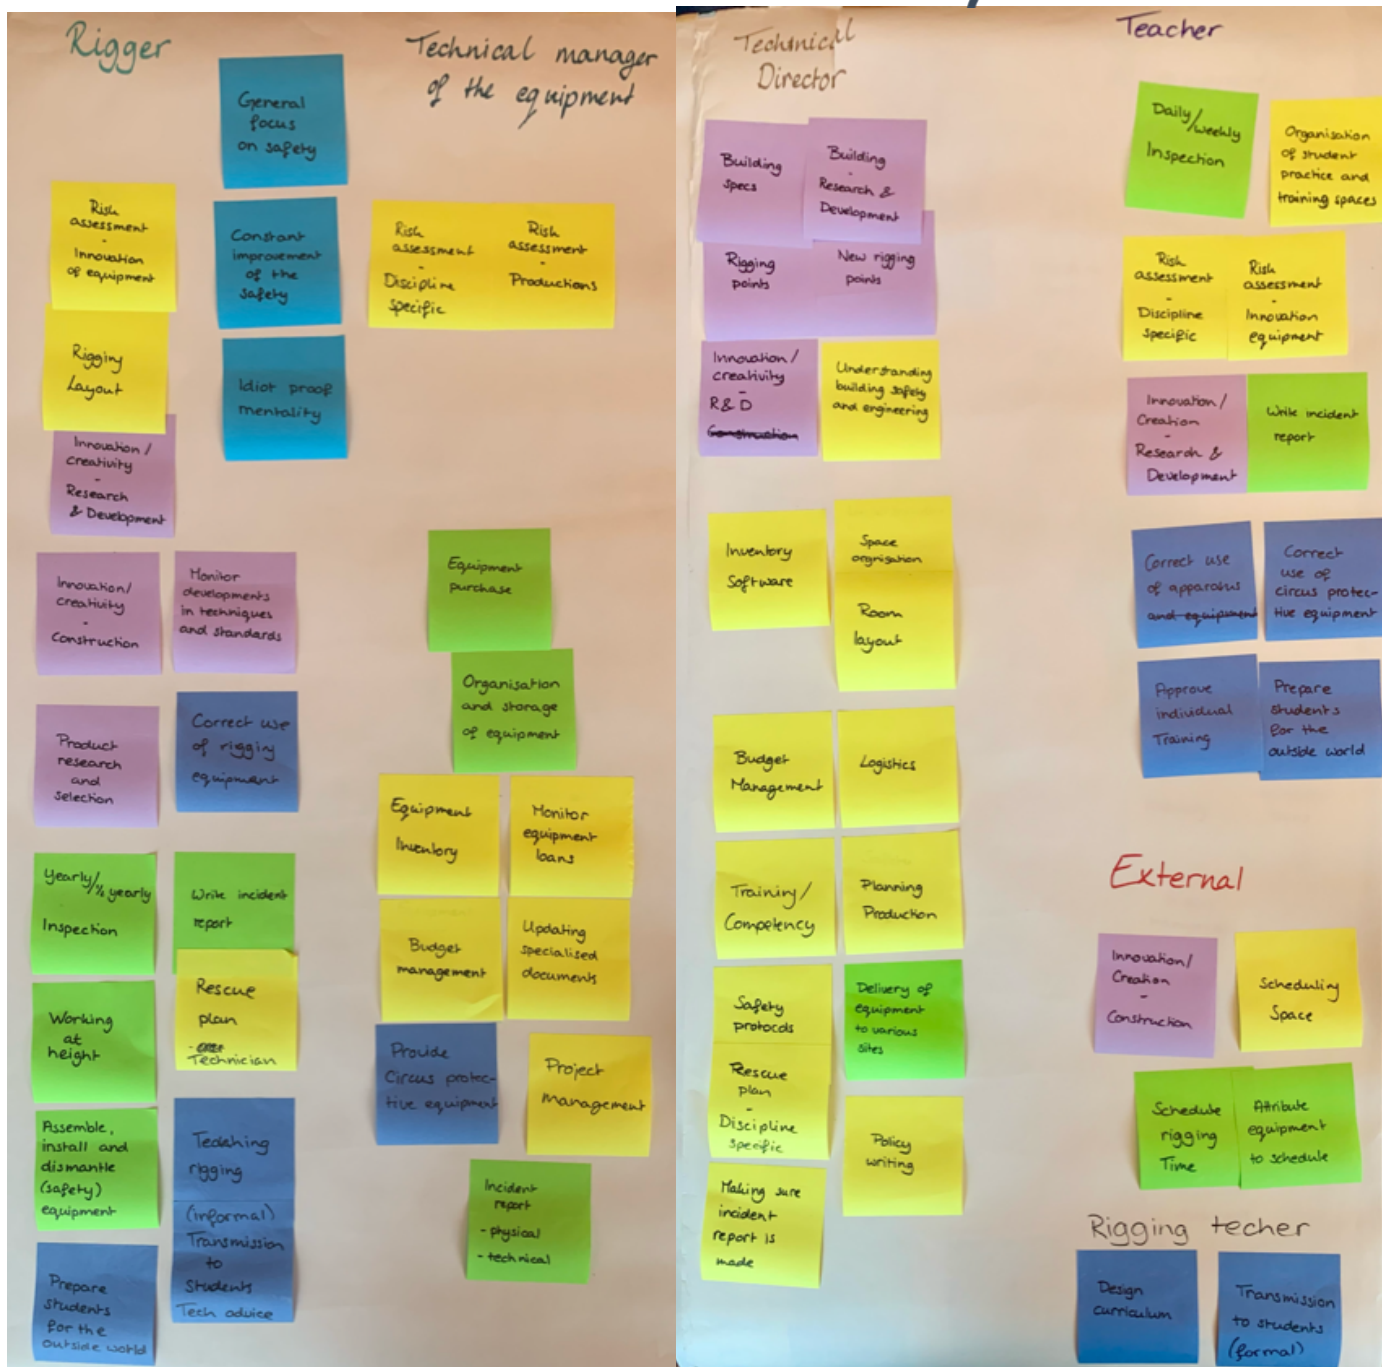 Rigger
General
focus
on safety
Risk
assessment
-
Innovation
of equipment
Constant
improvement
of the
safety
Rigging
Layout
Idiot proof
mentality
Innovation/
creativity
-
Research
& Development
Innovation/
creativity
-
Construction
Monitor
developments
in techniques
and standards
Product
research
and
selection
Correct use
of rigging
equipment
Yearly/½ yearly
Inspection
Write incident
report
Working
at
height
Rescue
plan
-
Technician
Assemble,
install and
dismantle
(safety)
equipment
Teaching
rigging
(informal)
Transmission
to
students
Tech advice
Prepare
students
for the
outside world
Technical manager
of the equipment
Risk
assessment
-
Discipline
specific
Risk
assessment
-
Productions
Equipment
purchase
Organisation
and storage
of equipment
Equipment
Inventory
Monitor
equipment
loans
Budget
management
Updating
specialised
documents
Provide
Circus protec-
tive equipment
Project
Management
Incident
report
- physical
- technical
Technical
Director
Building
specs
Building
-
Research &
Development
Rigging
points
New rigging
points
Innovation/
creativity
-
R & D
Construction
Understanding
building safety
and engineering
Inventory
Software
Space
orgnisation
Room
layout
Budget
Management
Logistics
Training/
Competency
Planning
Production
Safety
protocols
Delivery of
equipment
to various
sites
Rescue
plan
-
Discipline
specific
Policy
writing
Making sure
incident
report is
made
Teacher
Daily/weekly
Inspection
Organisation
of student
practice and
training spaces
Risk
assessment
-
Discipline
specific
Risk
assessment
-
Innovation
equipment
Innovation/
Creation
-
Research &
Development
Write incident
report
Correct use
of apparatus
and equipment
Correct
use of
circus protec-
tive equipment
Approve
individual
Training
Prepare
students
for the
outside world
External
Innovation/
Creation
-
Construction
Scheduling
Space
Schedule
rigging
Time
Attribute
equipment
to schedule
Rigging techer
Design
curriculum
Transmission
to students
(formal)